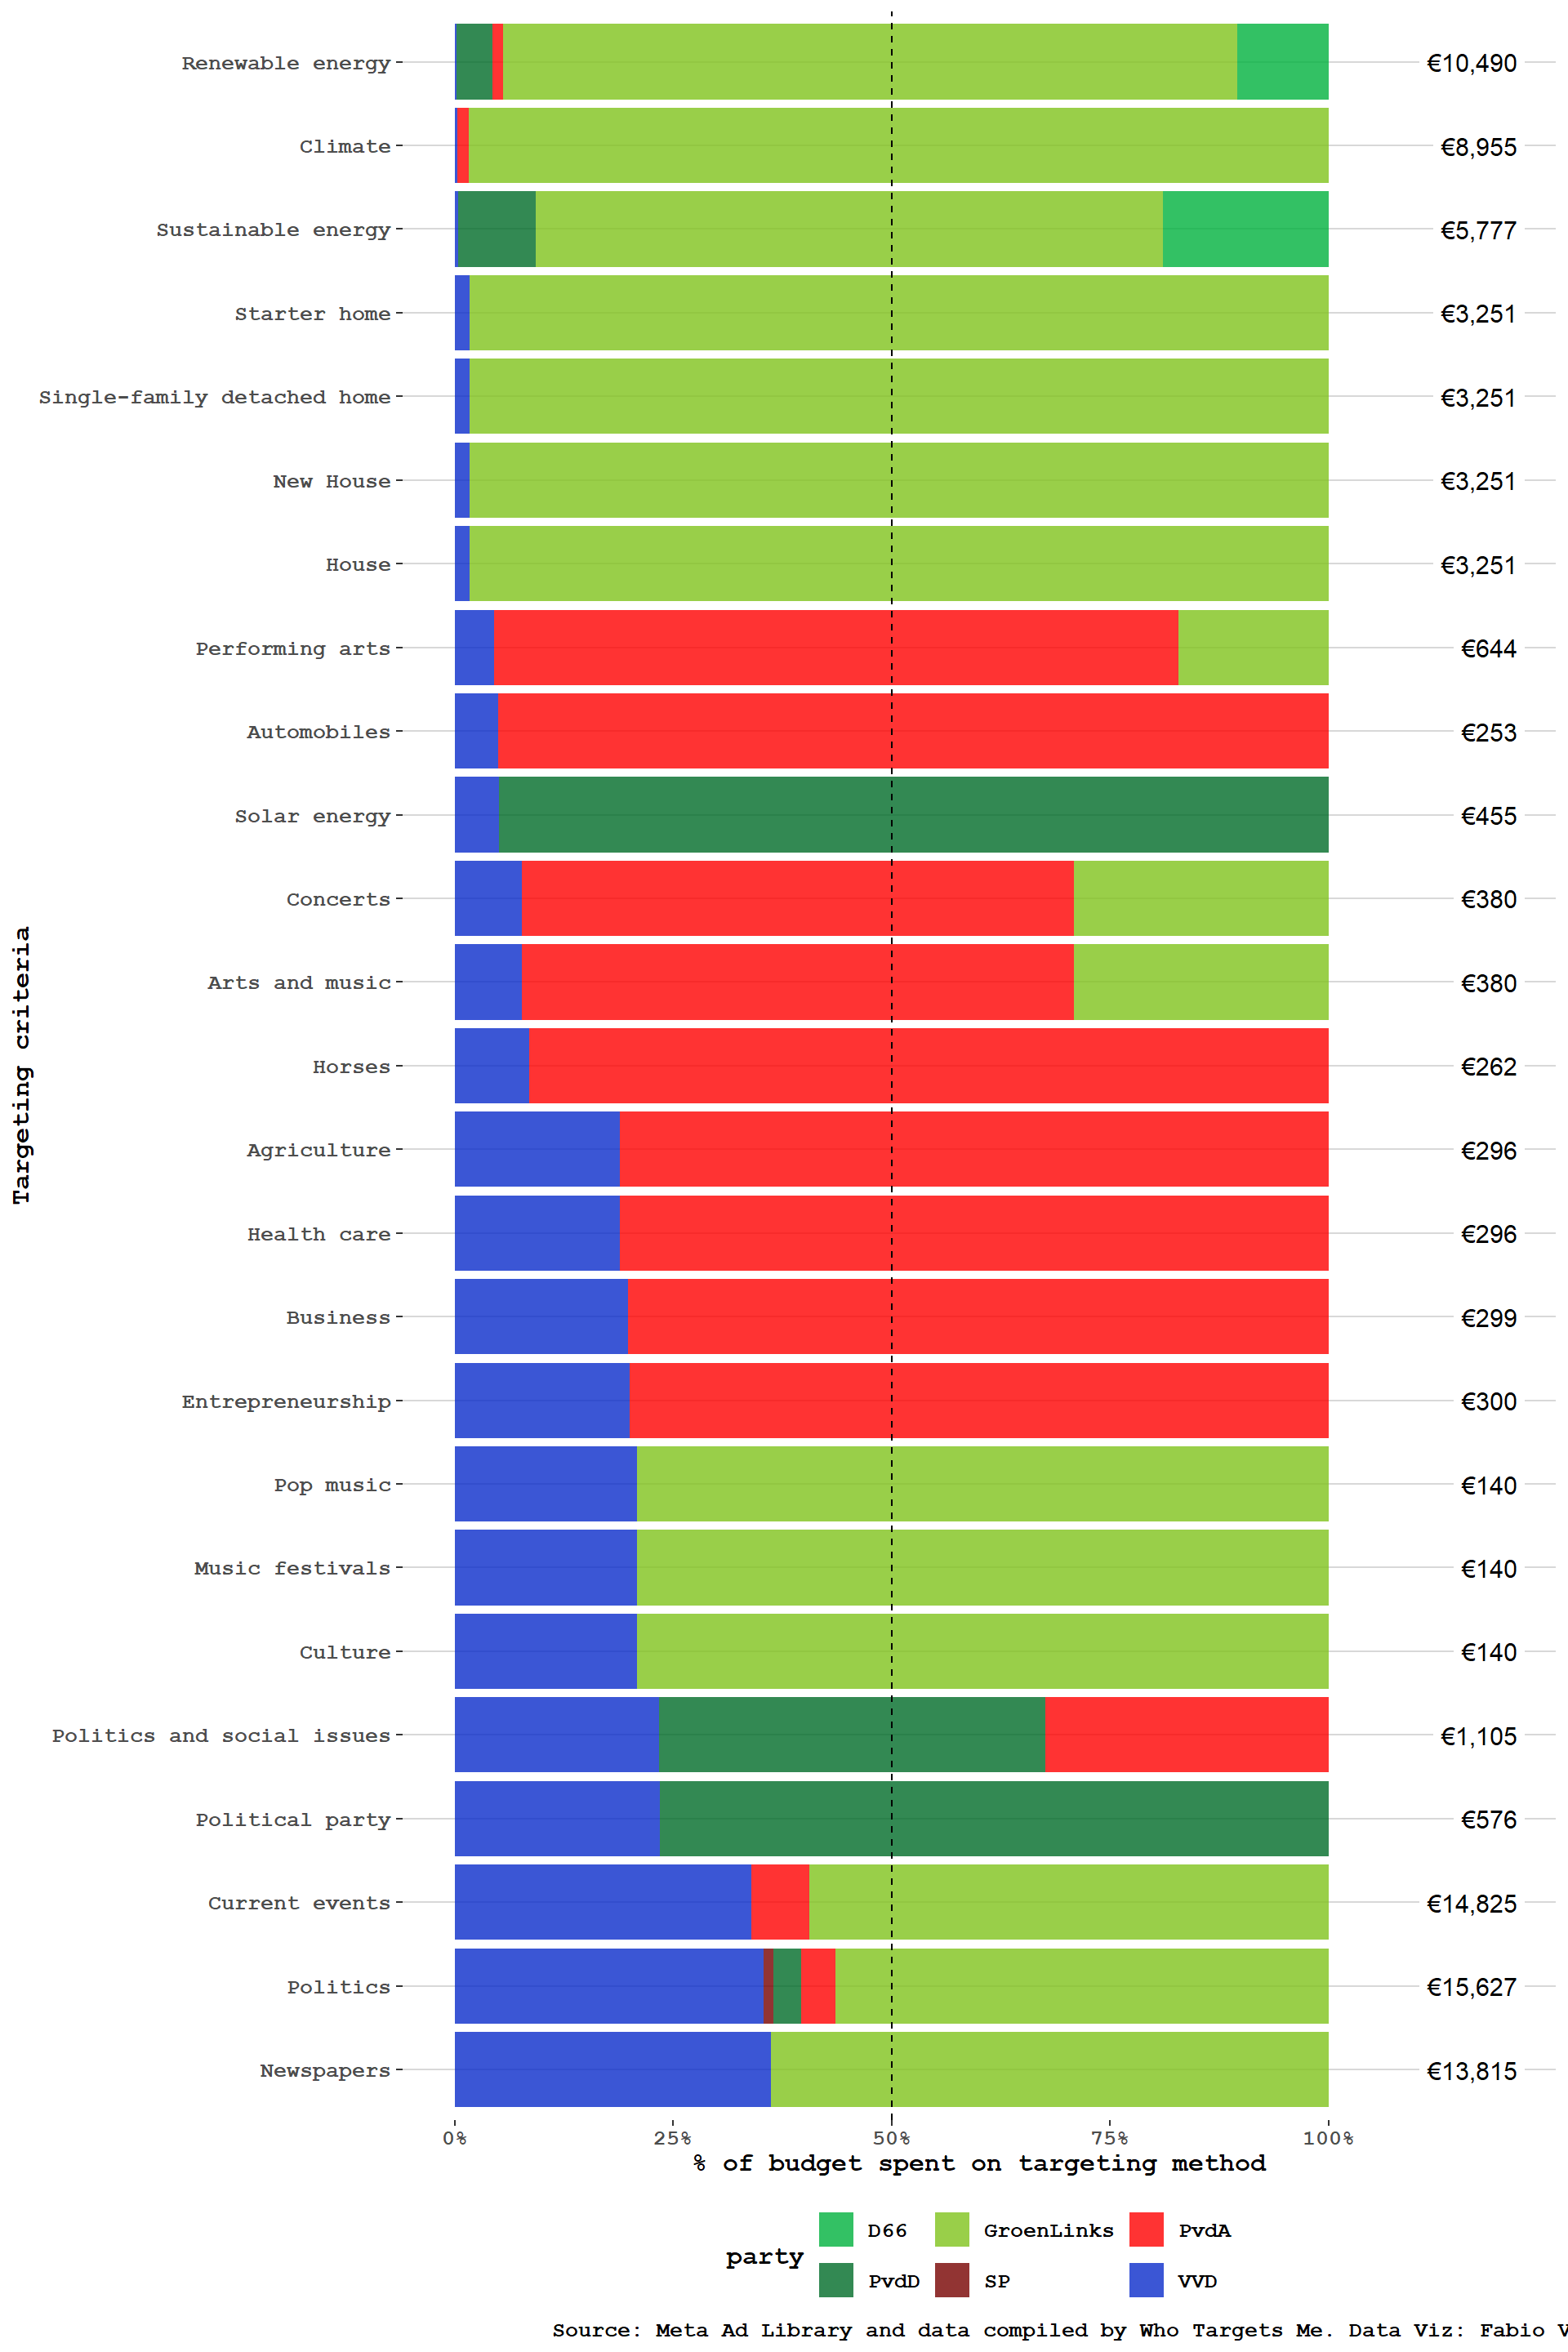 Renewable energy €10,490
Climate €8,955
Sustainable energy €5,777
Starter home €3,251
Single-family detached home €3,251
New House €3,251
House €3,251
Performing arts €644
Automobiles €253
Solar energy €455
Concerts €380
Arts and music €380
Horses €262
Agriculture €296
Health care €296
Business €299
Entrepreneurship €300
Pop music €140
Music festivals €140
Culture €140
Politics and social issues €1,105
Political party €576
Current events €14,825
Politics €15,627
Newspapers €13,815
Targeting criteria
0% 25% 50% 75% 100%
% of budget spent on targeting method
party
D66 GroenLinks PvdA
PvdD SP VVD
Source: Meta Ad Library and data compiled by Who Targets Me. Data Viz: Fabio